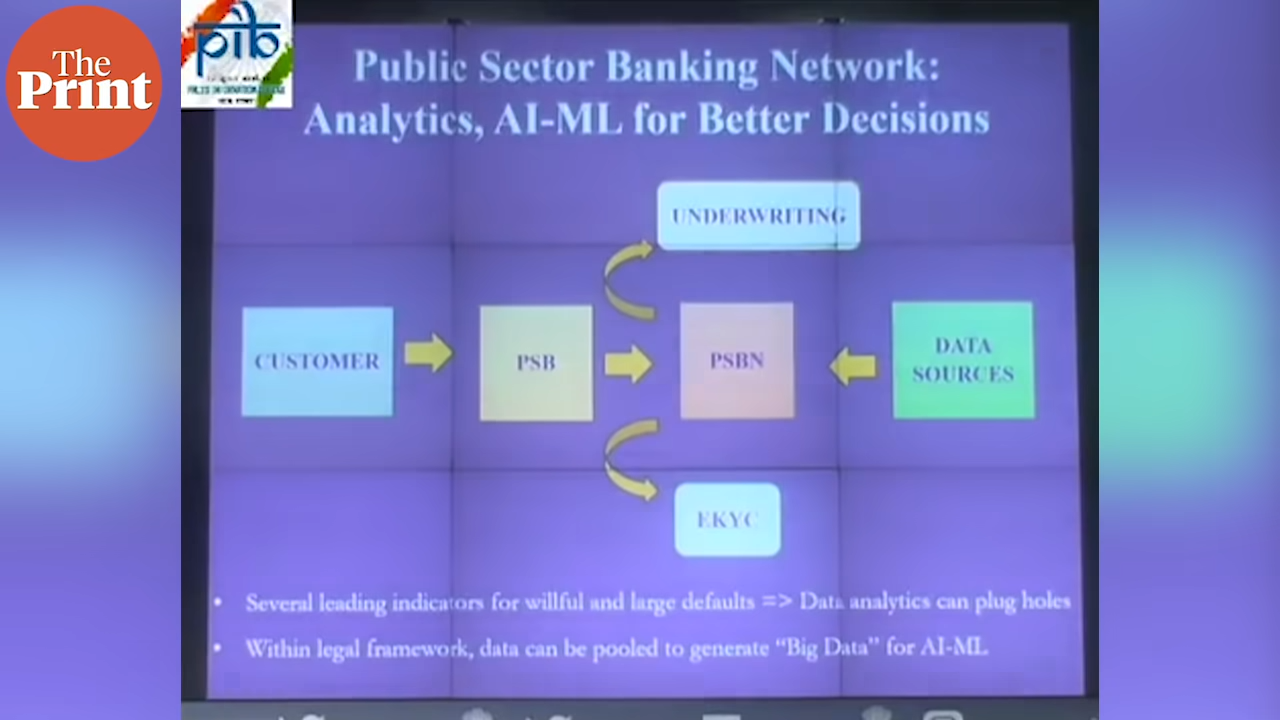 The
Print
pib
Public Sector Banking Network:
Analytics, AI-ML for Better Decisions
UNDERWRITING
CUSTOMER
PSB
PSBN
DATA
SOURCES
EKYC
• Several leading indicators for willful and large defaults => Data analytics can plug holes
• Within legal framework, data can be pooled to generate “Big Data” for AI-ML